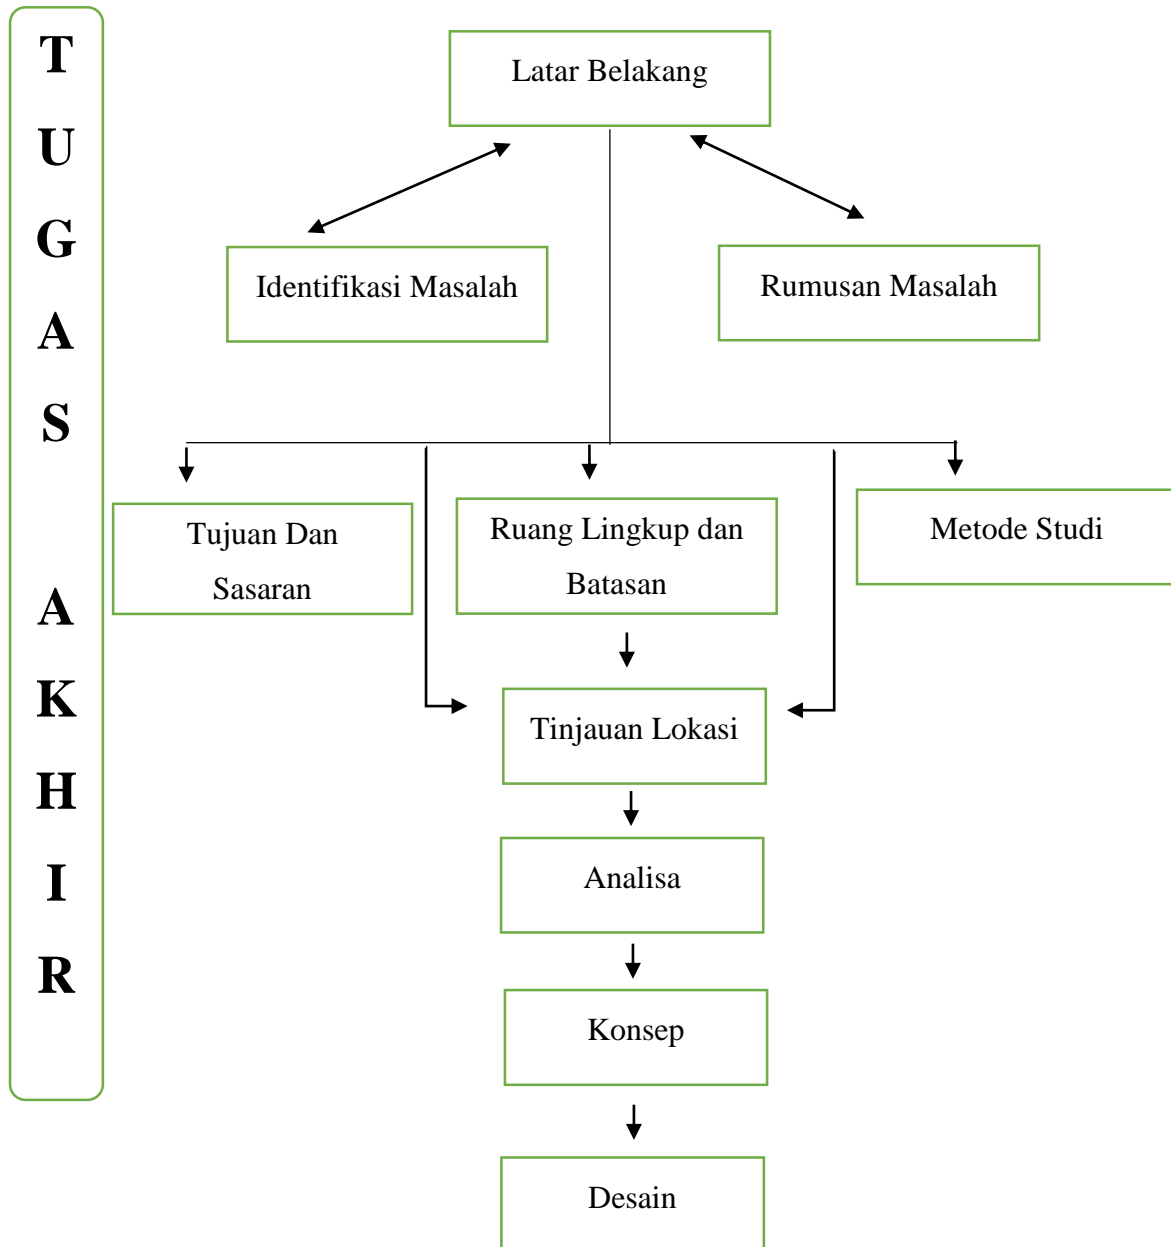 T
U
G
A
S
A
K
H
I
R
Latar Belakang
Identifikasi Masalah
Rumusan Masalah
Tujuan Dan
Sasaran
Ruang Lingkup dan
Batasan
Metode Studi
Tinjauan Lokasi
Analisa
Konsep
Desain